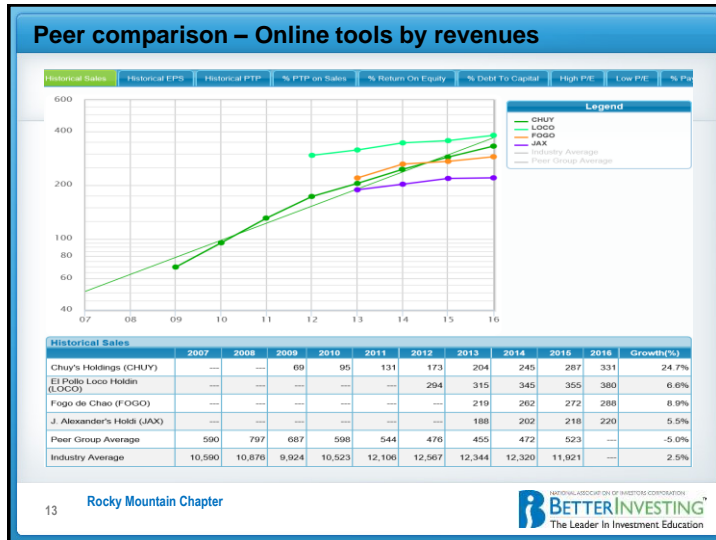 Peer comparison – Online tools by revenues
Historical Sales Historical EPS Historical PTP % PTP on Sales % Return On Equity % Debt To Capital High P/E Low P/E % Pa
600
400
200
100
80
60
40
07 08 09 10 11 12 13 14 15 16
Legend
CHUY
LOCO
FOGO
JAX
Industry Average
Peer Group Average
Historical Sales
2007 2008 2009 2010 2011 2012 2013 2014 2015 2016 Growth(%)
Chuy's Holdings (CHUY) --- --- 69 95 131 173 204 245 287 331 24.7%
El Pollo Loco Holdin
(LOCO) --- --- --- --- --- 294 315 345 355 380 6.6%
Fogo de Chao (FOGO) --- --- --- --- --- --- 219 262 272 288 8.9%
J. Alexander's Holdi (JAX) --- --- --- --- --- --- 188 202 218 220 5.5%
Peer Group Average 590 797 687 598 544 476 455 472 523 --- -5.0%
Industry Average 10,590 10,876 9,924 10,523 12,106 12,567 12,344 12,320 11,921 --- 2.5%
13
Rocky Mountain Chapter
NATIONAL ASSOCIATION OF INVESTORS CORPORATION
BETTERINVESTING™
The Leader In Investment Education